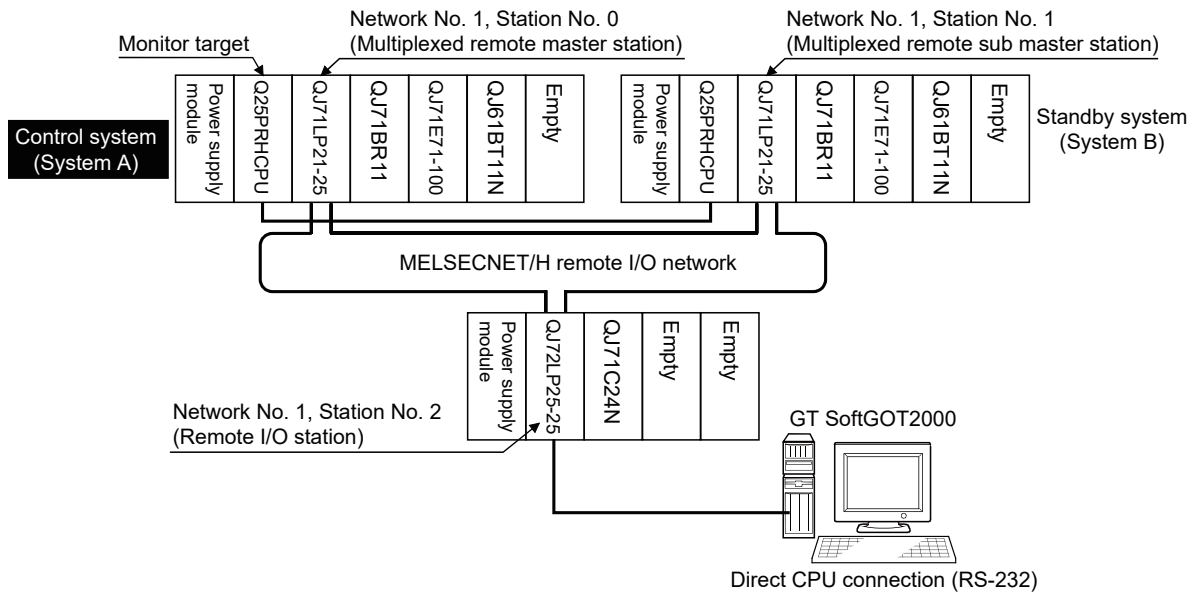 Network No. 1, Station No. 0
(Multiplexed remote master station)
Network No. 1, Station No. 1
(Multiplexed remote sub master station)
Monitor target
Control system
(System A)
Power supply
module
Q25PRHCPU
QJ71LP21-25
QJ71BR11
QJ71E71-100
QJ61BT11N
Empty
Power supply
module
Q25PRHCPU
QJ71LP21-25
QJ71BR11
QJ71E71-100
QJ61BT11N
Empty
Standby system
(System B)
MELSECNET/H remote I/O network
Power supply
module
QJ72LP25-25
QJ71C24N
Empty
Empty
Network No. 1, Station No. 2
(Remote I/O station)
GT SoftGOT2000
Direct CPU connection (RS-232)